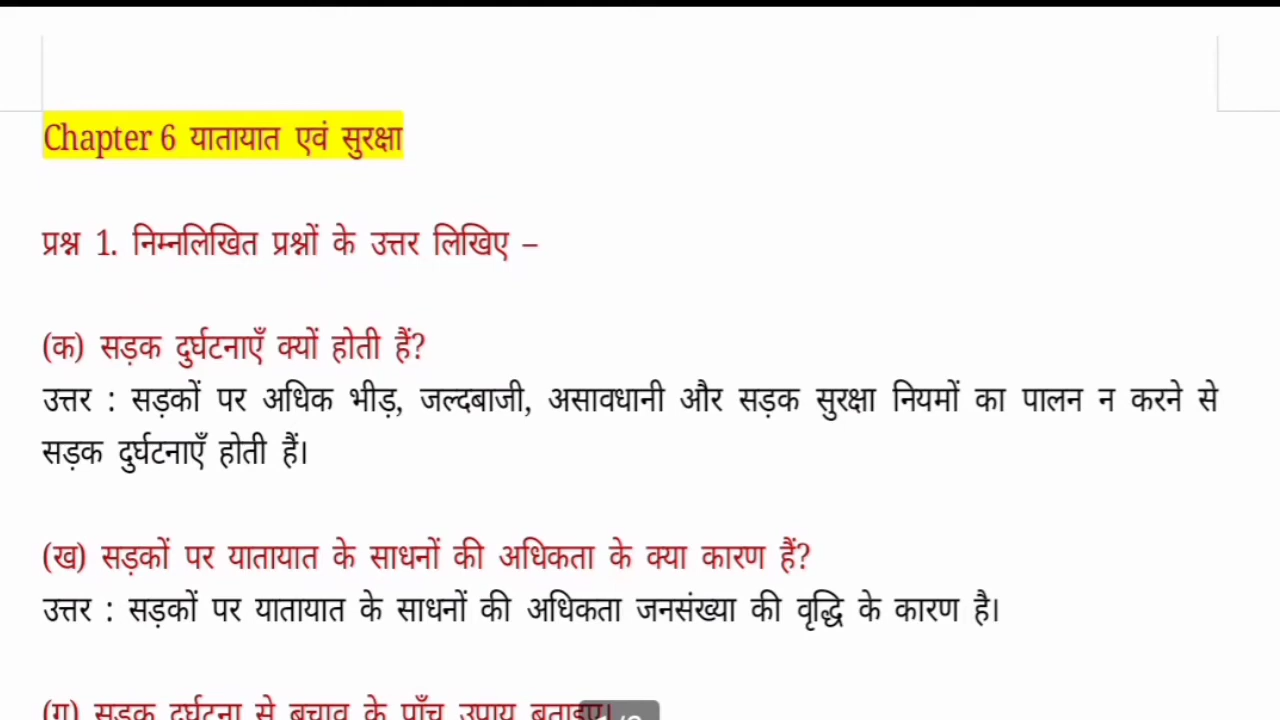 Chapter 6 यातायात एवं सुरक्षा
प्रश्न 1. निम्नलिखित प्रश्नों के उत्तर लिखिए –
(क) सड़क दुर्घटनाएँ क्यों होती हैं?
उत्तर : सड़कों पर अधिक भीड़, जल्दबाजी, असावधानी और सड़क सुरक्षा नियमों का पालन न करने से
सड़क दुर्घटनाएँ होती हैं।
(ख) सड़कों पर यातायात के साधनों की अधिकता के क्या कारण हैं?
उत्तर : सड़कों पर यातायात के साधनों की अधिकता जनसंख्या की वृद्धि के कारण है।
(ग) सड़क दुर्घटना से बचाव के पाँच उपाय बताइए।